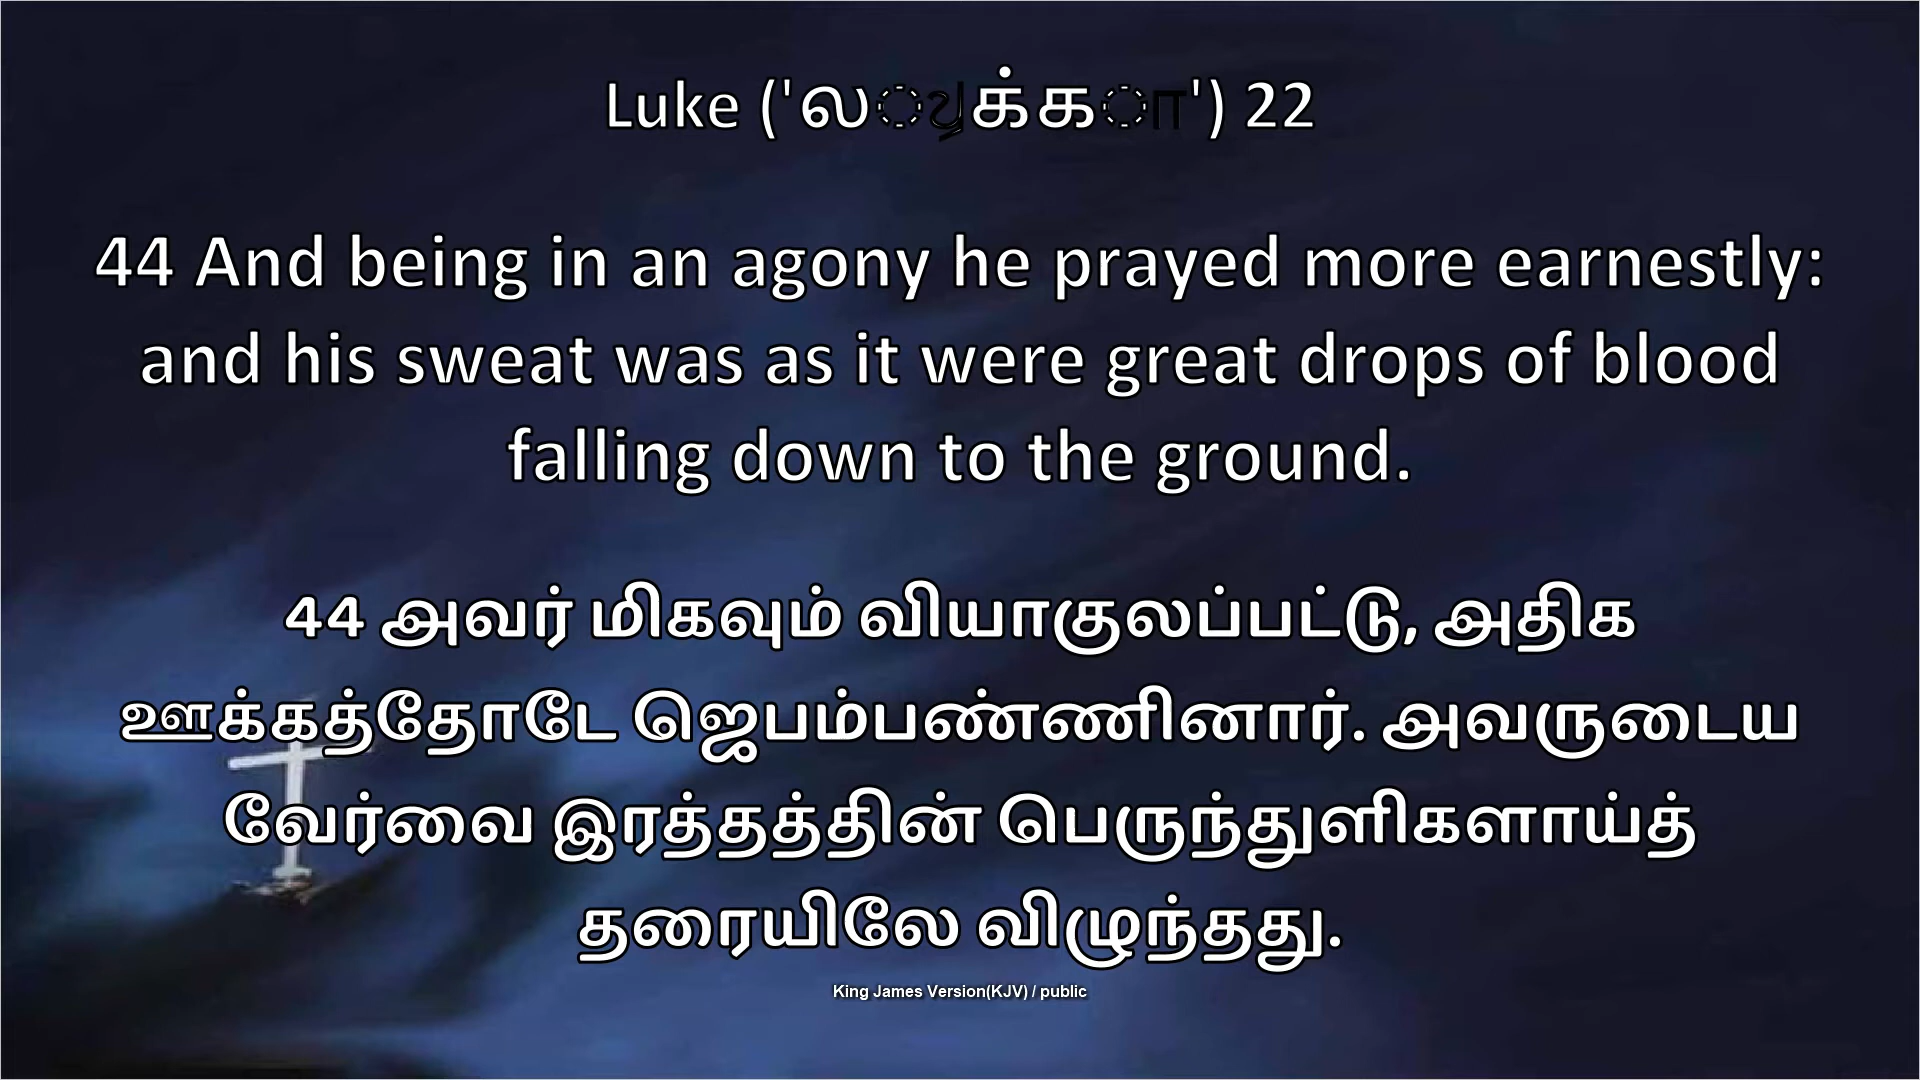 Luke ('லூக்கா') 22
44 And being in an agony he prayed more earnestly:
and his sweat was as it were great drops of blood
falling down to the ground.
44 அவர் மிகவும் வியாகுலப்பட்டு, அதிக
ஊக்கத்தோடே ஜெபம்பண்ணினார். அவருடைய
வேர்வை இரத்தத்தின் பெருந்துளிகளாய்த்
தரையிலே விழுந்தது.
King James Version(KJV) / public